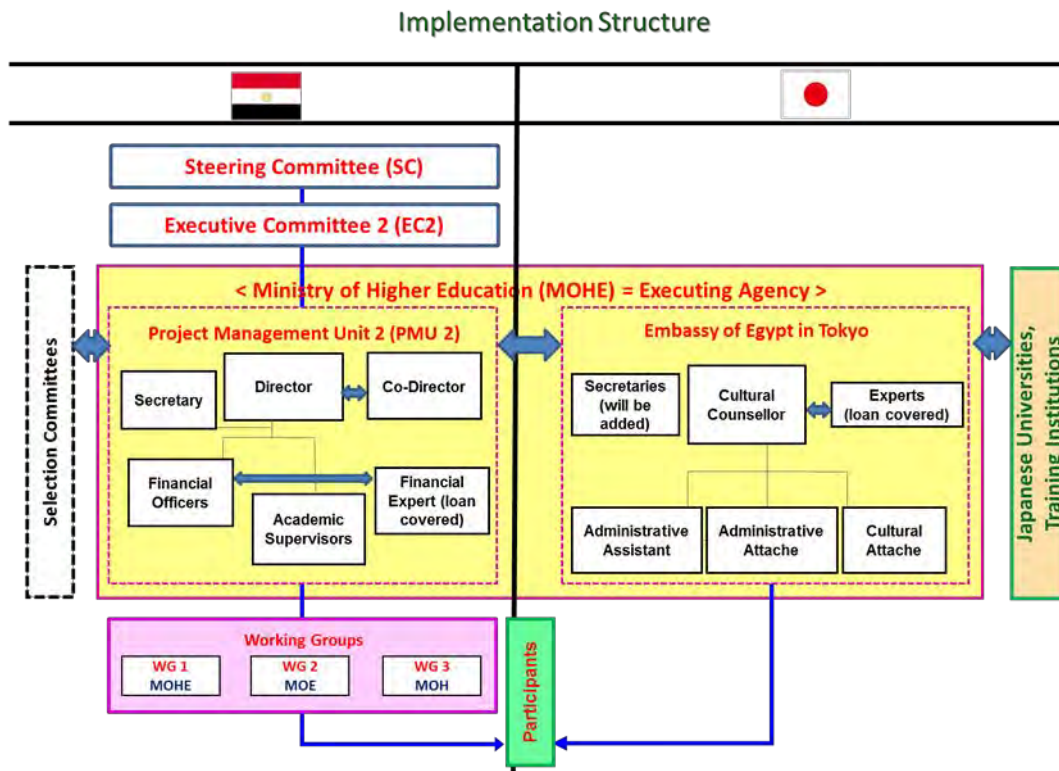 Implementation Structure
Steering Committee (SC)
Executive Committee 2 (EC2)
< Ministry of Higher Education (MOHE) = Executing Agency >
Selection Committees
Project Management Unit 2 (PMU 2)
Secretary
Director
Co-Director
Financial
Officers
Academic
Supervisors
Financial
Expert (loan
covered)
Embassy of Egypt in Tokyo
Secretaries
(will be
added)
Cultural
Counsellor
Experts
(loan covered)
Administrative
Assistant
Administrative
Attache
Cultural
Attache
Japanese Universities,
Training Institutions
Working Groups
WG 1
MOHE
WG 2
MOE
WG 3
MOH
Participants